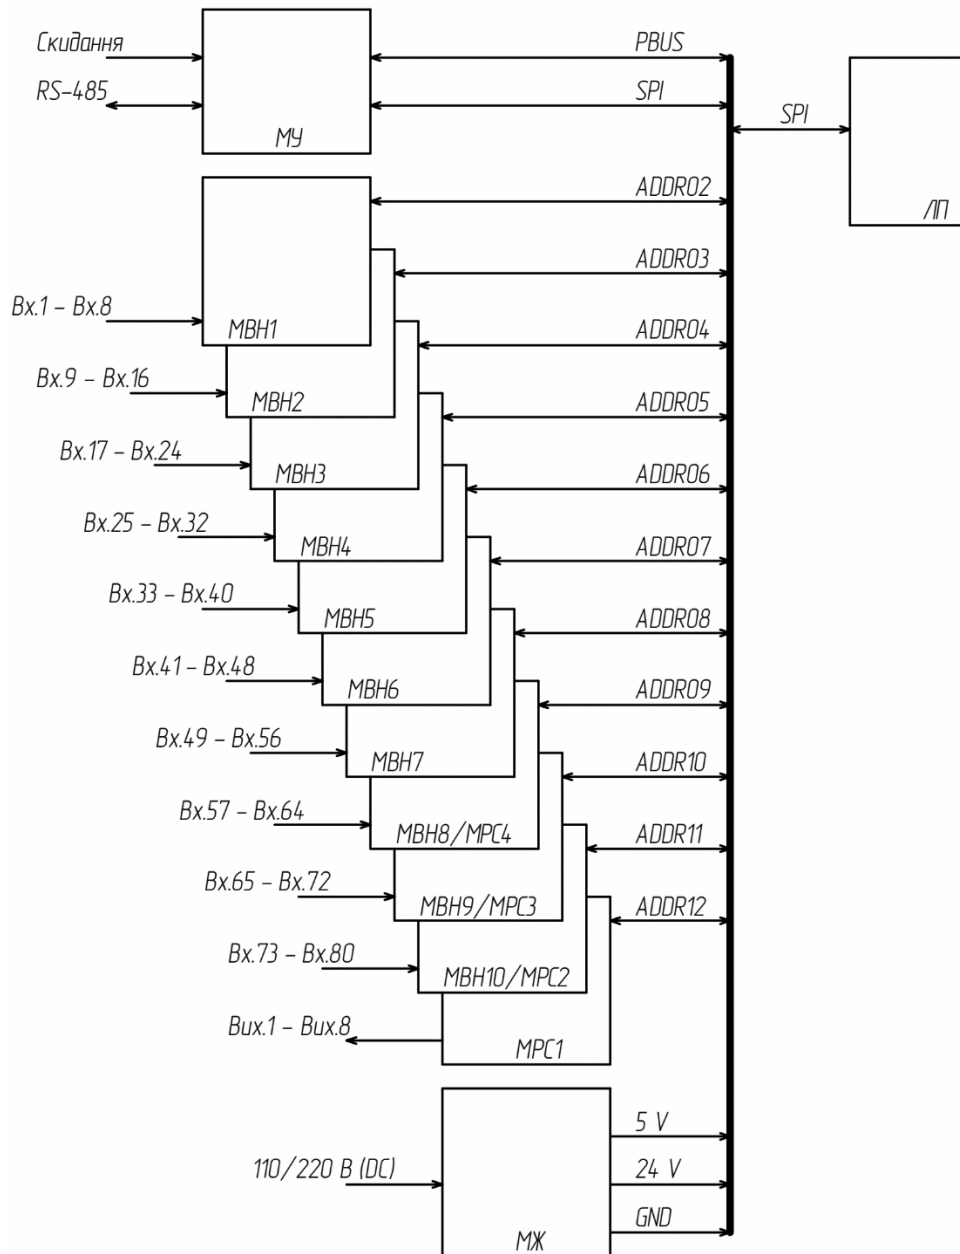 Скидання
PBUS
RS-485
SPI
МУ
SPI
ЛП
ADDR02
ADDR03
Вх.1 – Вх.8
МВН1
ADDR04
Вх.9 – Вх.16
МВН2
ADDR05
Вх.17 – Вх.24
МВН3
ADDR06
Вх.25 – Вх.32
МВН4
ADDR07
Вх.33 – Вх.40
МВН5
ADDR08
Вх.41 – Вх.48
МВН6
ADDR09
Вх.49 – Вх.56
МВН7
ADDR10
Вх.57 – Вх.64
МВН8/МРС4
ADDR11
Вх.65 – Вх.72
МВН9/МРС3
ADDR12
Вх.73 – Вх.80
МВН10/МРС2
Вих.1 – Вих.8
МРС1
5 V
110/220 В (DC)
24 V
GND
МЖ